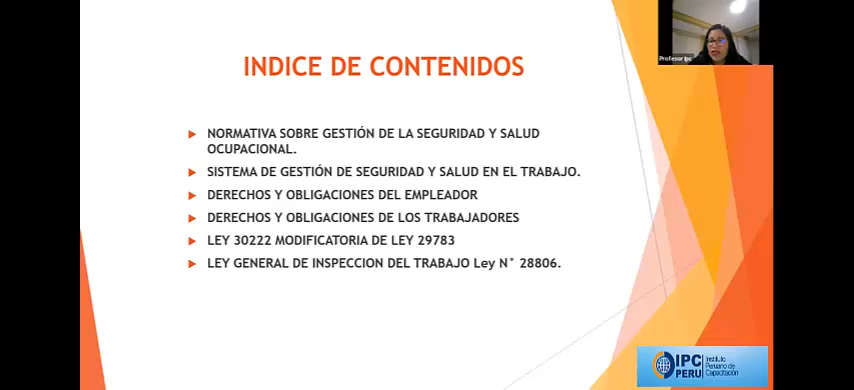 Profesor Ipc
INDICE DE CONTENIDOS
NORMATIVA SOBRE GESTIÓN DE LA SEGURIDAD Y SALUD
OCUPACIONAL.
SISTEMA DE GESTIÓN DE SEGURIDAD Y SALUD EN EL TRABAJO.
DERECHOS Y OBLIGACIONES DEL EMPLEADOR
DERECHOS Y OBLIGACIONES DE LOS TRABAJADORES
LEY 30222 MODIFICATORIA DE LEY 29783
LEY GENERAL DE INSPECCION DEL TRABAJO Ley N° 28806.
IPC
PERU
Instituto
Peruano de
Capacitación